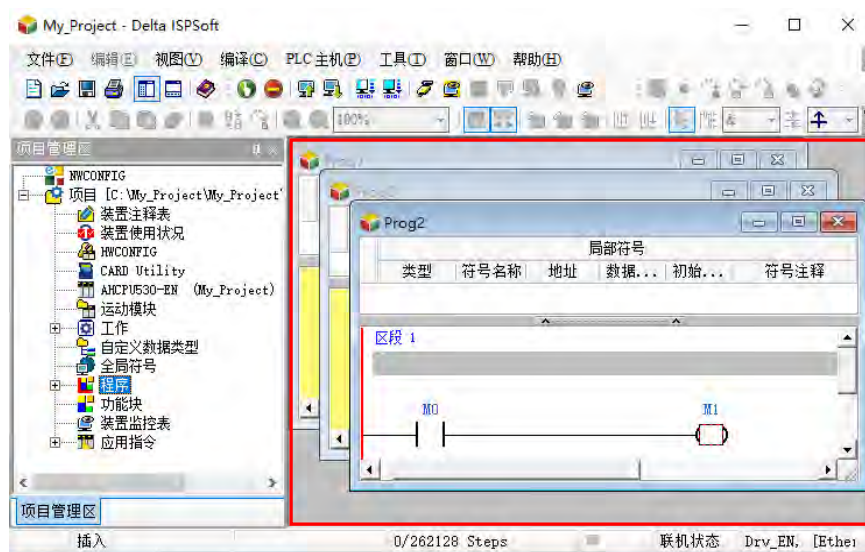 My_Project - Delta ISPSoft
文件(F) 编辑(E) 视图(V) 编译(C) PLC 主机(P) 工具(T) 窗口(W) 帮助(H)
100%
项目管理区
NWCONFIG
项目 [C:\My_Project\My_Project'
装置注释表
装置使用状况
HWCONFIG
CARD Utility
AHCPU530-EN (My_Project)
运动模块
工作
自定义数据类型
全局符号
程序
功能块
装置监控表
应用指令
项目管理区
Prog2
局部符号
类型 符号名称 地址 数据... 初始... 符号注释
区段 1
M0 M1
插入 0/262128 Steps 联机状态 Drv_EN, [Ether